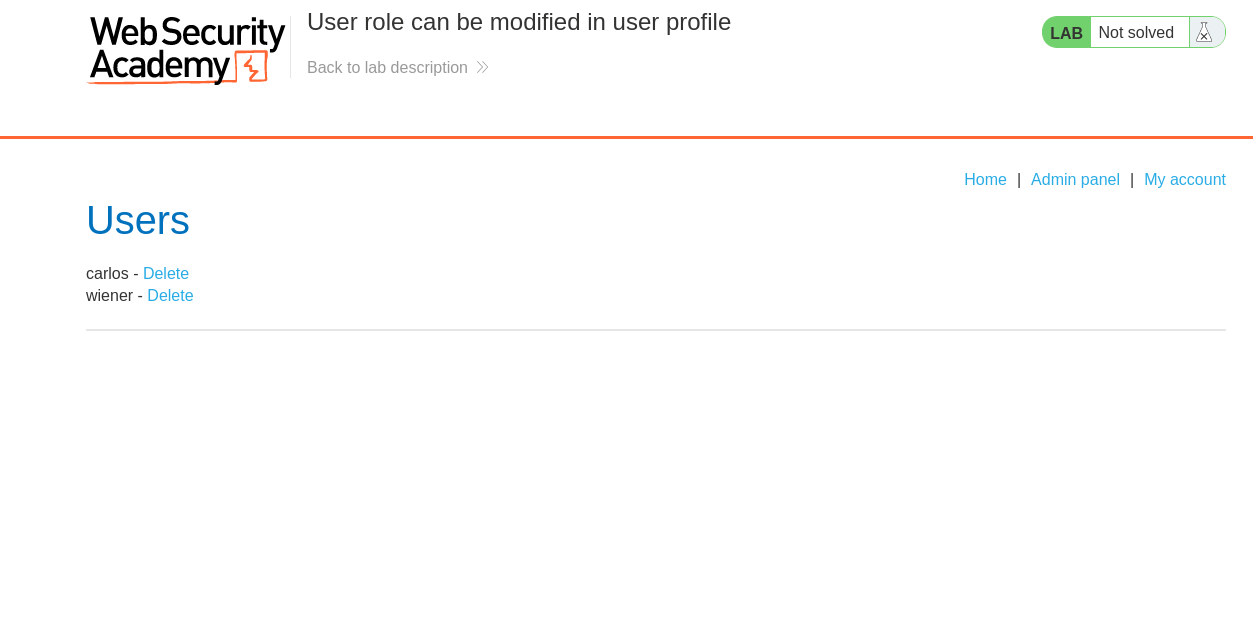 Web Security
Academy
User role can be modified in user profile
Back to lab description
LAB Not solved
Home | Admin panel | My account
Users
carlos - Delete
wiener - Delete